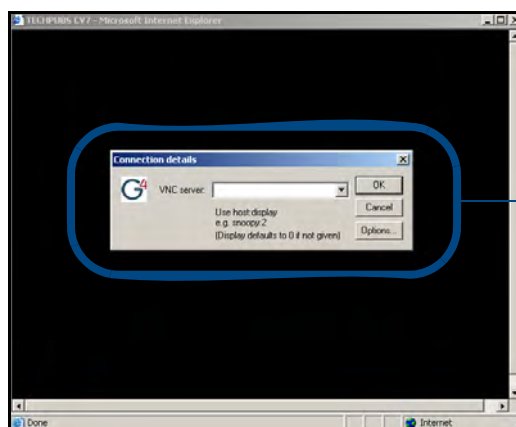 TECHPUBS CV7 - Microsoft Internet Explorer
Connection details
G4
VNC server:
OK
Use host:display
e.g. snoopy:2
(Display defaults to 0 if not given)
Cancel
Options...
Done
Internet